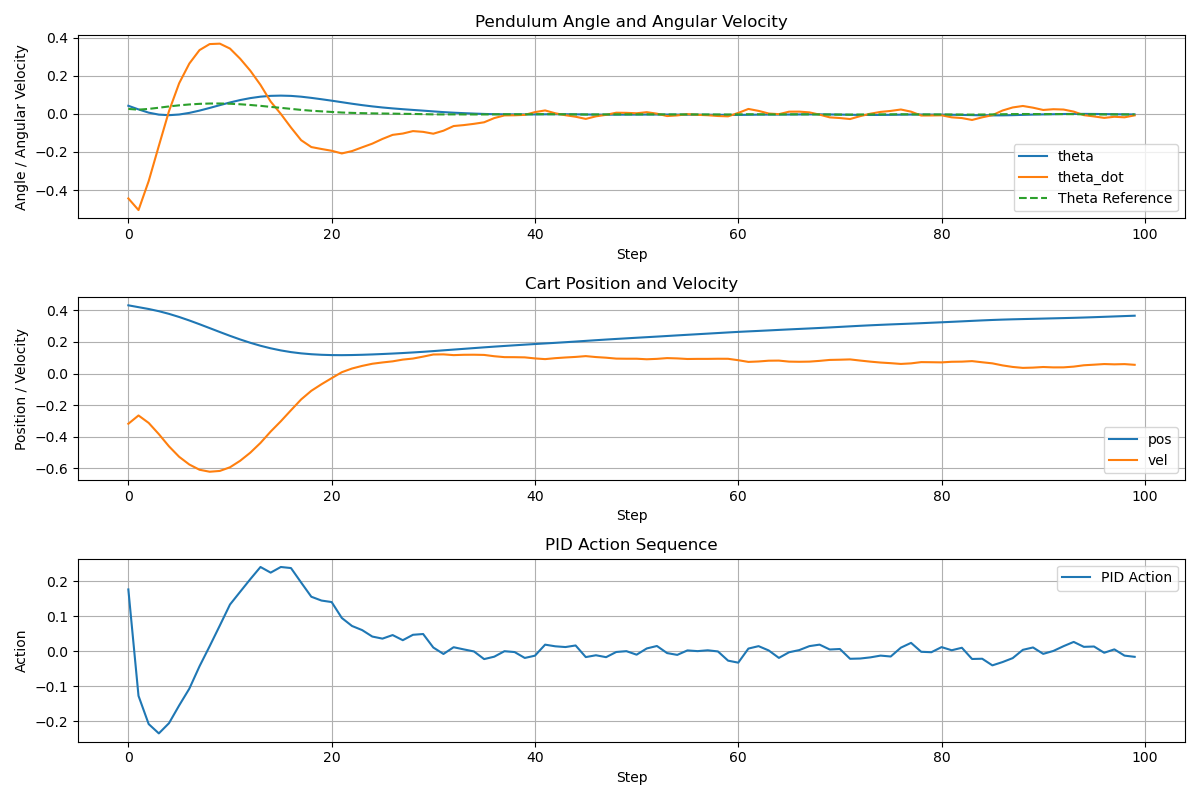 Pendulum Angle and Angular Velocity
Angle / Angular Velocity
0.4
0.2
0.0
−0.2
−0.4
theta
theta_dot
Theta Reference
0 20 40 60 80 100
Step
Cart Position and Velocity
Position / Velocity
0.4
0.2
0.0
−0.2
−0.4
−0.6
pos
vel
0 20 40 60 80 100
Step
PID Action Sequence
Action
0.2
0.1
0.0
−0.1
−0.2
PID Action
0 20 40 60 80 100
Step